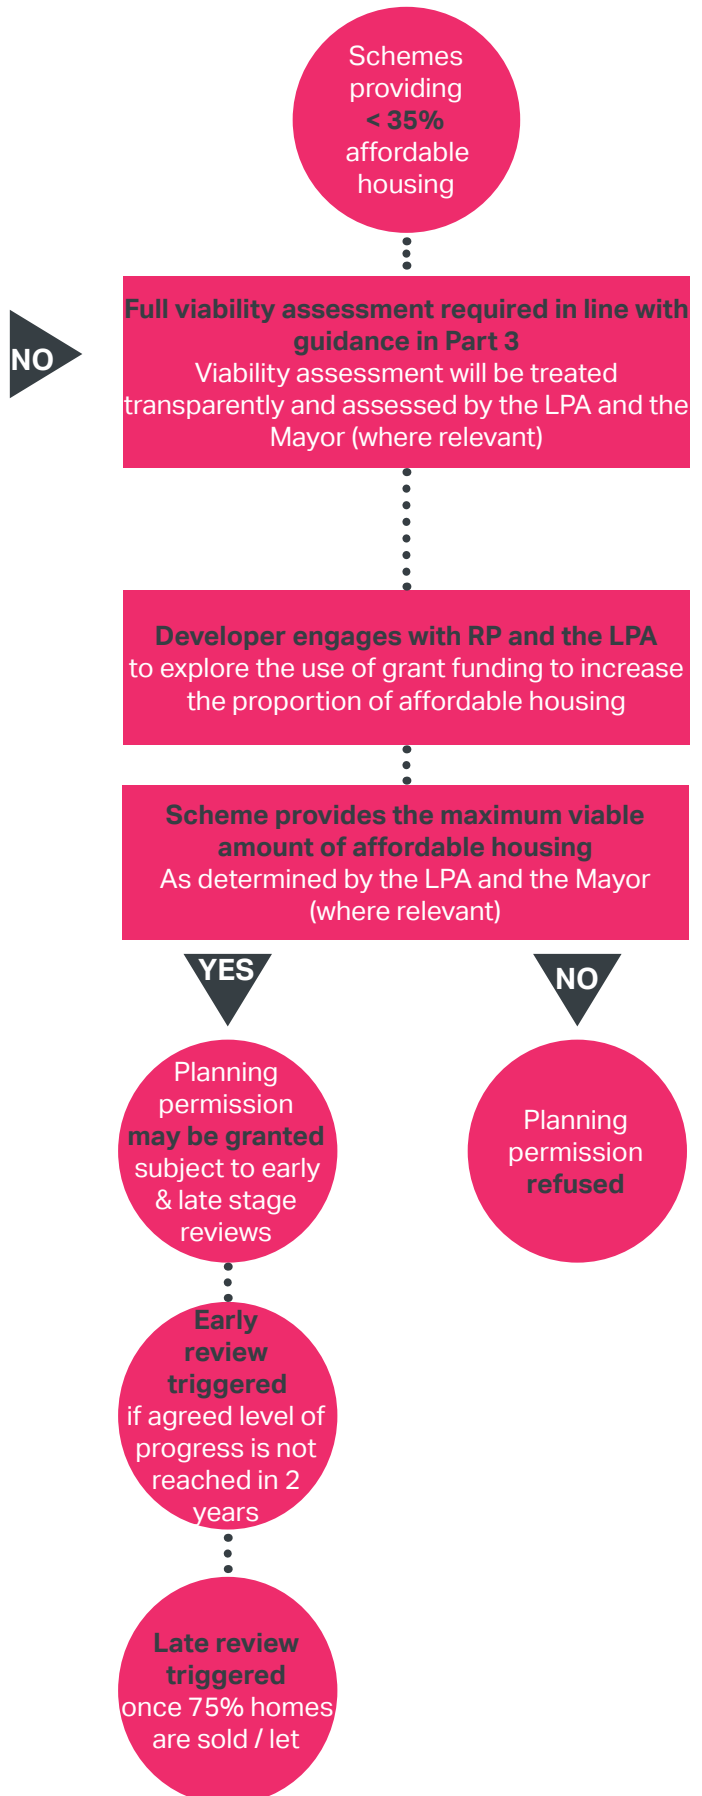 Schemes
providing
< 35%
affordable
housing
NO
Full viability assessment required in line with
guidance in Part 3
Viability assessment will be treated
transparently and assessed by the LPA and the
Mayor (where relevant)
Developer engages with RP and the LPA
to explore the use of grant funding to increase
the proportion of affordable housing
Scheme provides the maximum viable
amount of affordable housing
As determined by the LPA and the Mayor
(where relevant)
YES
NO
Planning
permission
may be granted
subject to early
& late stage
reviews
Planning
permission
refused
Early
review
triggered
if agreed level of
progress is not
reached in 2
years
Late review
triggered
once 75% homes
are sold / let